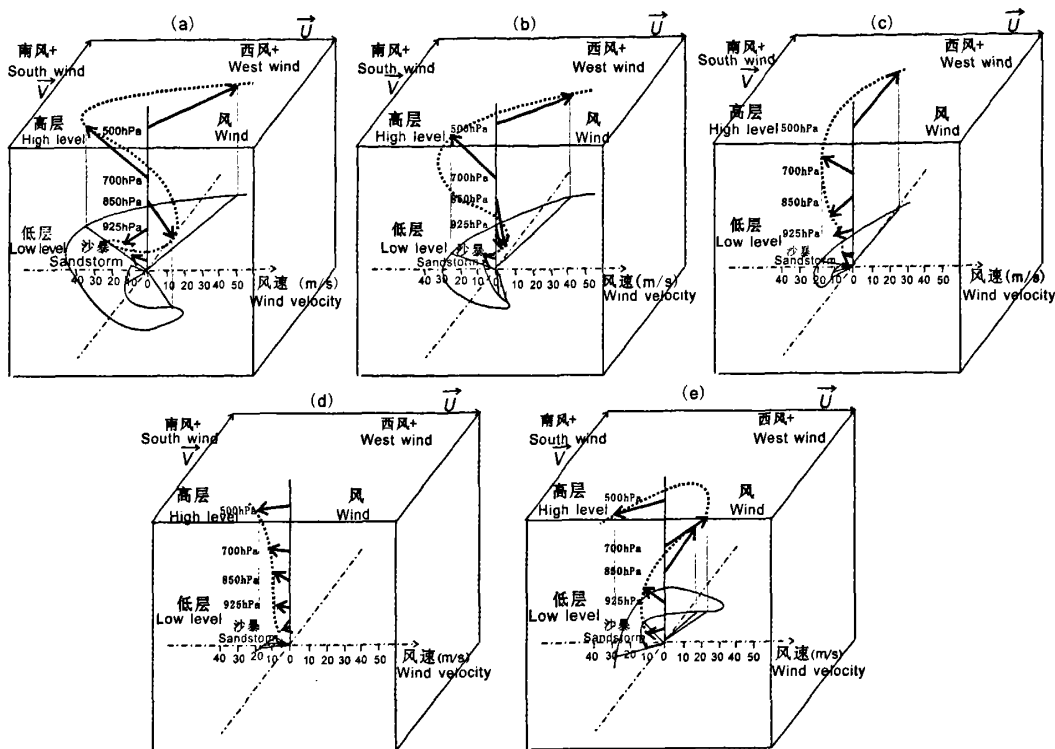 (a)
U
南风+
South wind
V
西风+
West wind
高层
High level
500hPa
风
Wind
700hPa
850hPa
925hPa
低层
Low level
沙暴
Sandstorm
40 30 20 10 0 10 20 30 40 50
风速 (m/s)
Wind velocity
(b)
U
南风+
South wind
V
西风+
West wind
高层
High level
500hPa
风
Wind
700hPa
850hPa
925hPa
低层
Low level
沙暴
Sandstorm
40 30 20 10 0 10 20 30 40 50
风速(m/s)
Wind velocity
(c)
U
南风+
South wind
V
西风+
West wind
高层
High level
500hPa
风
Wind
700hPa
850hPa
925hPa
低层
Low level
沙暴
Sandstorm
40 30 20 10 0 10 20 30 40 50
风速(m/s)
Wind velocity
(d)
U
南风+
South wind
V
西风+
West wind
高层
High level
500hPa
风
Wind
700hPa
850hPa
925hPa
低层
Low level
沙暴
Sandstorm
40 30 20 10 0 10 20 30 40 50
风速(m/s)
Wind velocity
(e)
U
南风+
South wind
V
西风+
West wind
高层
High level
500hPa
风
Wind
700hPa
850hPa
925hPa
低层
Low level
沙暴
Sandstorm
40 30 20 10 0 10 20 30 40 50
风速(m/s)
Wind velocity